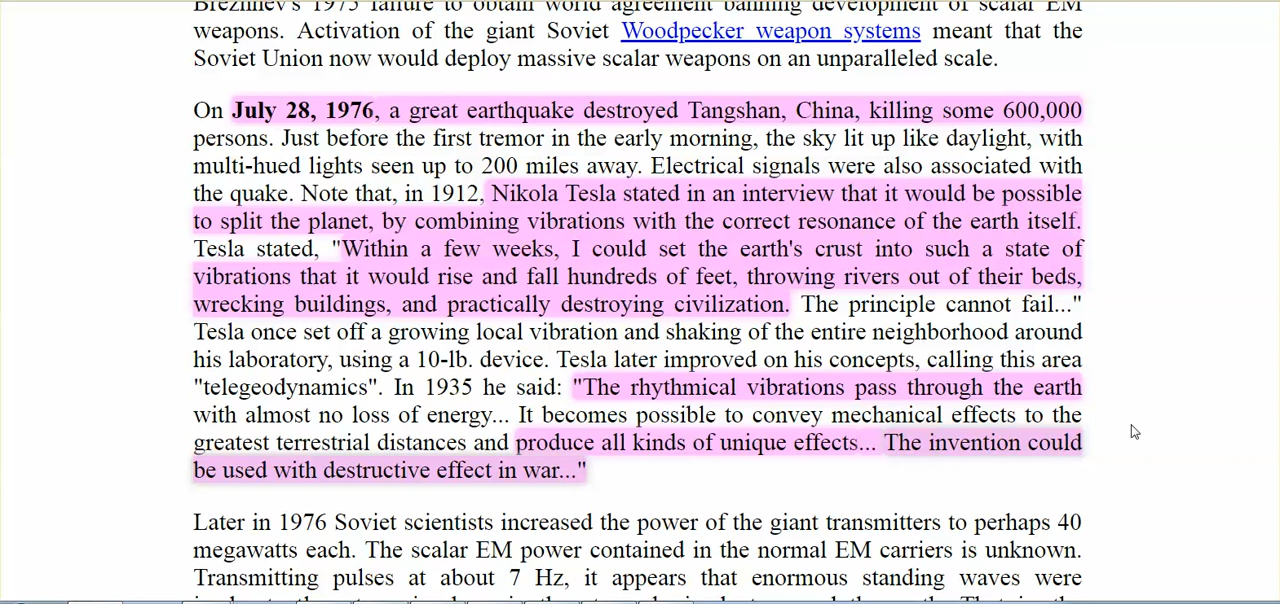 Brezhnev's 1975 failure to obtain world agreement banning development of scalar EM
weapons. Activation of the giant Soviet Woodpecker weapon systems meant that the
Soviet Union now would deploy massive scalar weapons on an unparalleled scale.
On July 28, 1976, a great earthquake destroyed Tangshan, China, killing some 600,000
persons. Just before the first tremor in the early morning, the sky lit up like daylight, with
multi-hued lights seen up to 200 miles away. Electrical signals were also associated with
the quake. Note that, in 1912, Nikola Tesla stated in an interview that it would be possible
to split the planet, by combining vibrations with the correct resonance of the earth itself.
Tesla stated, "Within a few weeks, I could set the earth's crust into such a state of
vibrations that it would rise and fall hundreds of feet, throwing rivers out of their beds,
wrecking buildings, and practically destroying civilization. The principle cannot fail..."
Tesla once set off a growing local vibration and shaking of the entire neighborhood around
his laboratory, using a 10-lb. device. Tesla later improved on his concepts, calling this area
"telegeodynamics". In 1935 he said: "The rhythmical vibrations pass through the earth
with almost no loss of energy... It becomes possible to convey mechanical effects to the
greatest terrestrial distances and produce all kinds of unique effects... The invention could
be used with destructive effect in war..."
Later in 1976 Soviet scientists increased the power of the giant transmitters to perhaps 40
megawatts each. The scalar EM power contained in the normal EM carriers is unknown.
Transmitting pulses at about 7 Hz, it appears that enormous standing waves were